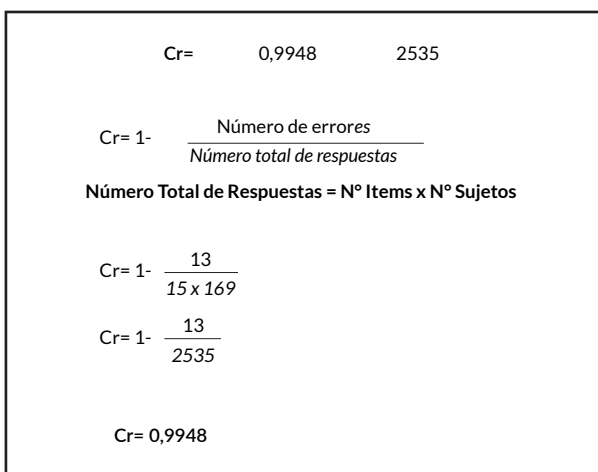 Cr= 0,9948 2535
Número de errores
Cr= 1-
Número total de respuestas
Número Total de Respuestas = N° Items x N° Sujetos
13
Cr= 1-
15 x 169
13
Cr= 1-
2535
Cr= 0,9948